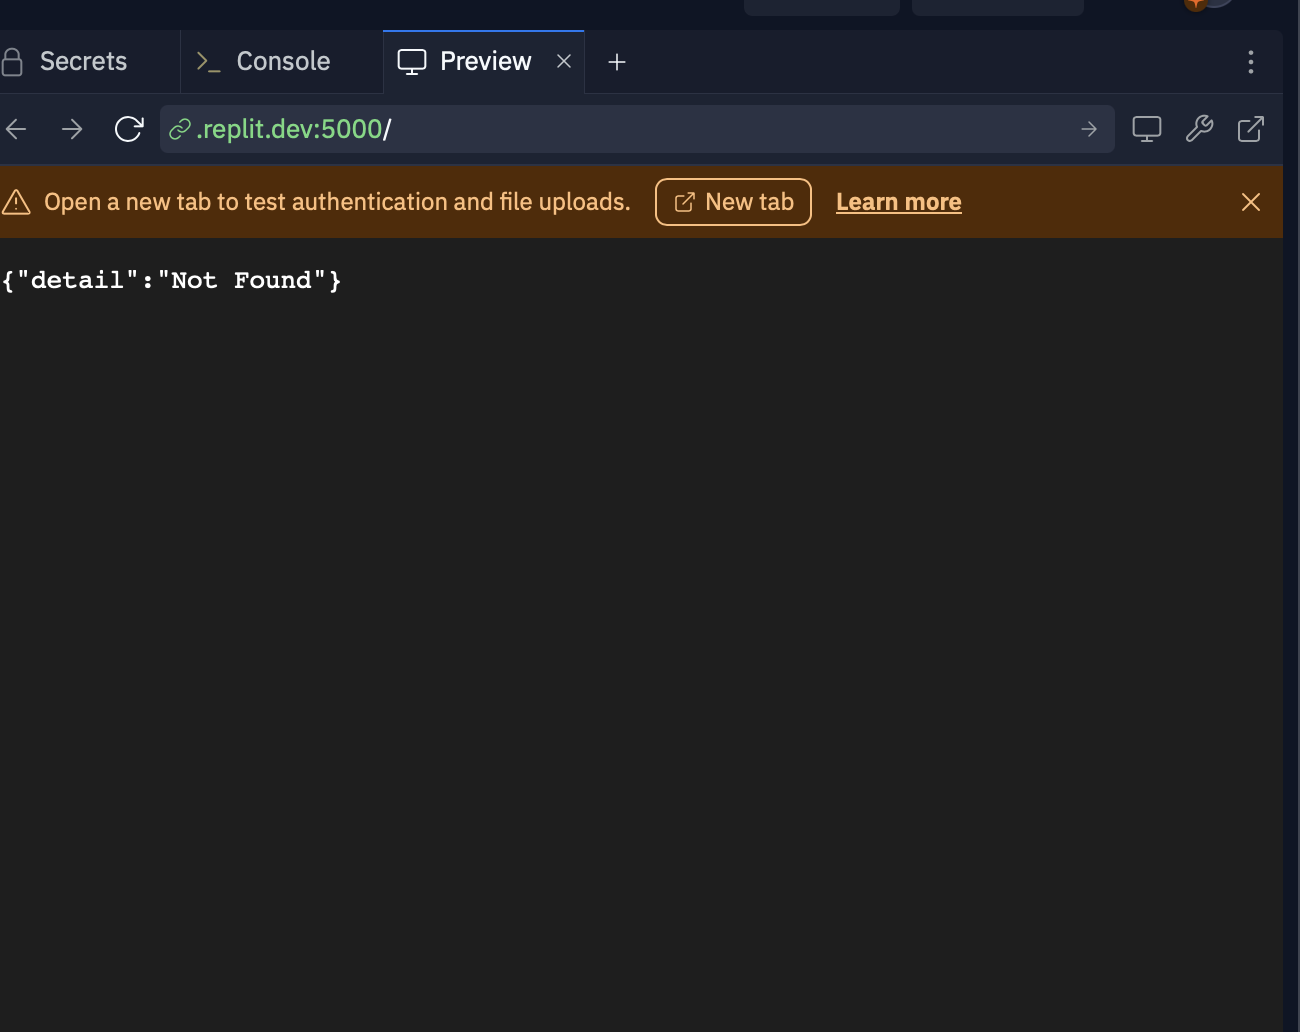 Secrets
Console
Preview
.replit.dev:5000/
Open a new tab to test authentication and file uploads.
New tab
Learn more
{"detail":"Not Found"}